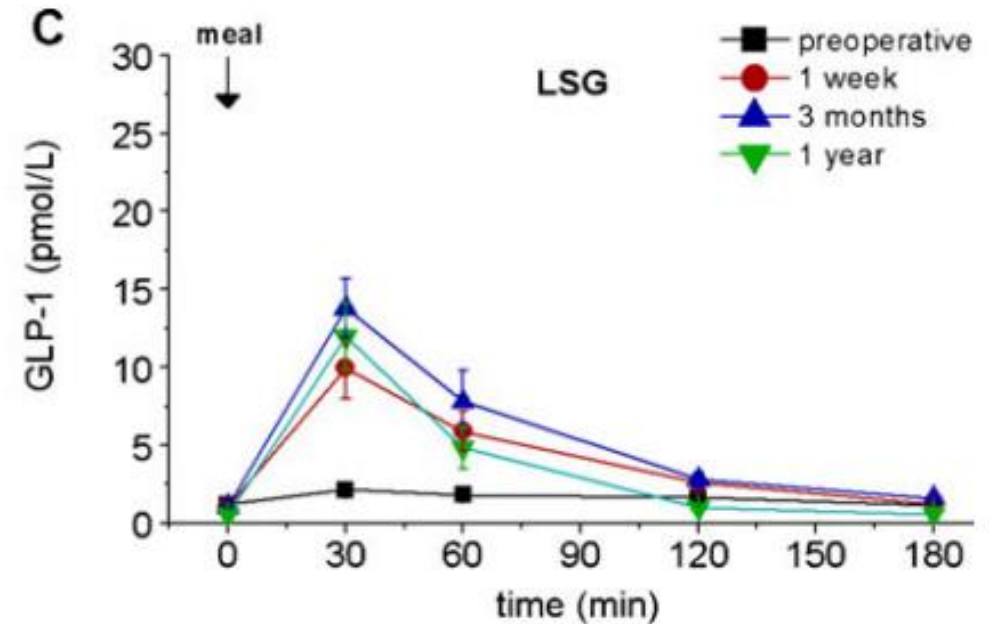 C
meal
LSG
preoperative
1 week
3 months
1 year
GLP-1 (pmol/L)
30
25
20
15
10
5
0
0 30 60 90 120 150 180
time (min)